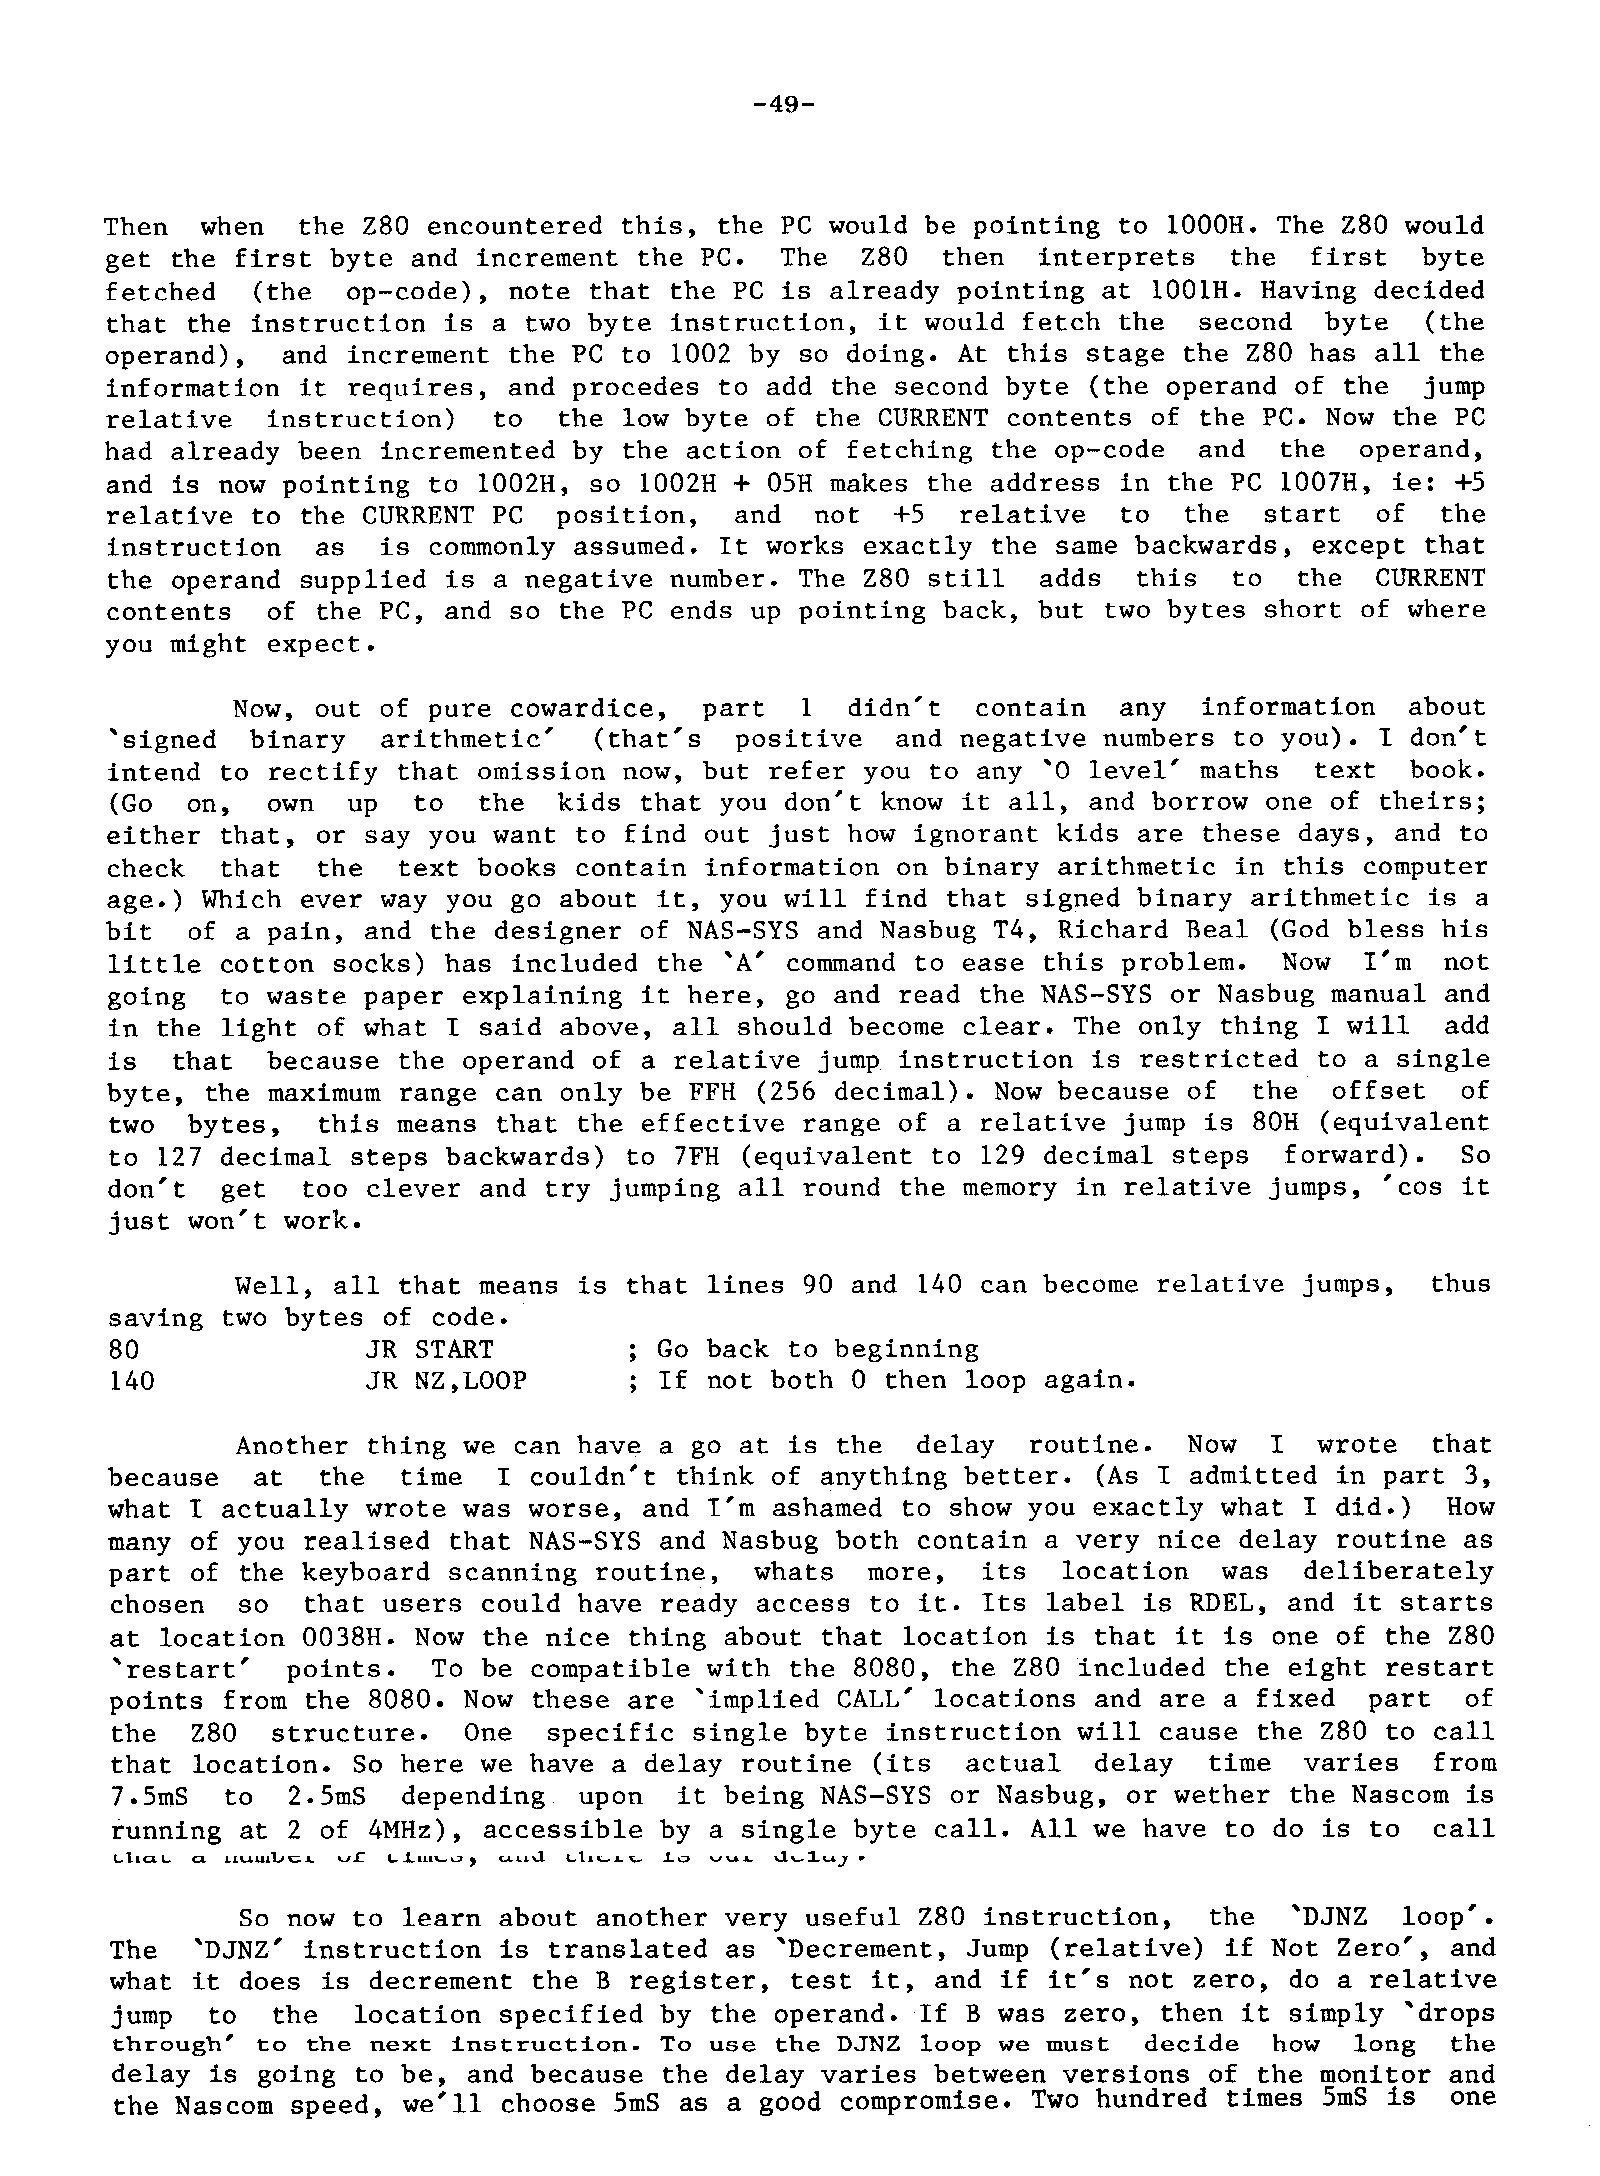 -49-
Then when the Z80 encountered this, the PC would be pointing to 1000H. The Z80 would
get the first byte and increment the PC. The Z80 then interprets the first byte
fetched (the op-code), note that the PC is already pointing at 1001H. Having decided
that the instruction is a two byte instruction, it would fetch the second byte (the
operand), and increment the PC to 1002 by so doing. At this stage the Z80 has all the
information it requires, and procedes to add the second byte (the operand of the jump
relative instruction) to the low byte of the CURRENT contents of the PC. Now the PC
had already been incremented by the action of fetching the op-code and the operand,
and is now pointing to 1002H, so 1002H + 05H makes the address in the PC 1007H, ie: +5
relative to the CURRENT PC position, and not +5 relative to the start of the
instruction as is commonly assumed. It works exactly the same backwards, except that
the operand supplied is a negative number. The Z80 still adds this to the CURRENT
contents of the PC, and so the PC ends up pointing back, but two bytes short of where
you might expect.
Now, out of pure cowardice, part 1 didn't contain any information about
`signed binary arithmetic' (that's positive and negative numbers to you). I don't
intend to rectify that omission now, but refer you to any `O level' maths text book.
(Go on, own up to the kids that you don't know it all, and borrow one of theirs;
either that, or say you want to find out just how ignorant kids are these days, and to
check that the text books contain information on binary arithmetic in this computer
age.) Which ever way you go about it, you will find that signed binary arithmetic is a
bit of a pain, and the designer of NAS-SYS and Nasbug T4, Richard Beal (God bless his
little cotton socks) has included the `A' command to ease this problem. Now I'm not
going to waste paper explaining it here, go and read the NAS-SYS or Nasbug manual and
in the light of what I said above, all should become clear. The only thing I will add
is that because the operand of a relative jump instruction is restricted to a single
byte, the maximum range can only be FFH (256 decimal). Now because of the offset of
two bytes, this means that the effective range of a relative jump is 80H (equivalent
to 127 decimal steps backwards) to 7FH (equivalent to 129 decimal steps forward). So
don't get too clever and try jumping all round the memory in relative jumps, 'cos it
just won't work.
Well, all that means is that lines 90 and 140 can become relative jumps, thus
saving two bytes of code.
80 JR START ; Go back to beginning
140 JR NZ,LOOP ; If not both 0 then loop again.
Another thing we can have a go at is the delay routine. Now I wrote that
because at the time I couldn't think of anything better. (As I admitted in part 3,
what I actually wrote was worse, and I'm ashamed to show you exactly what I did.) How
many of you realised that NAS-SYS and Nasbug both contain a very nice delay routine as
part of the keyboard scanning routine, whats more, its location was deliberately
chosen so that users could have ready access to it. Its label is RDEL, and it starts
at location 0038H. Now the nice thing about that location is that it is one of the Z80
`restart' points. To be compatible with the 8080, the Z80 included the eight restart
points from the 8080. Now these are `implied CALL' locations and are a fixed part of
the Z80 structure. One specific single byte instruction will cause the Z80 to call
that location. So here we have a delay routine (its actual delay time varies from
7.5mS to 2.5mS depending upon it being NAS-SYS or Nasbug, or wether the Nascom is
running at 2 of 4MHz), accessible by a single byte call. All we have to do is to call
that a number of times, and there is our delay.
So now to learn about another very useful Z80 instruction, the `DJNZ loop'.
The `DJNZ' instruction is translated as `Decrement, Jump (relative) if Not Zero', and
what it does is decrement the B register, test it, and if it's not zero, do a relative
jump to the location specified by the operand. If B was zero, then it simply `drops
through' to the next instruction. To use the DJNZ loop we must decide how long the
delay is going to be, and because the delay varies between versions of the monitor and
the Nascom speed, we'll choose 5mS as a good compromise. Two hundred times 5mS is one